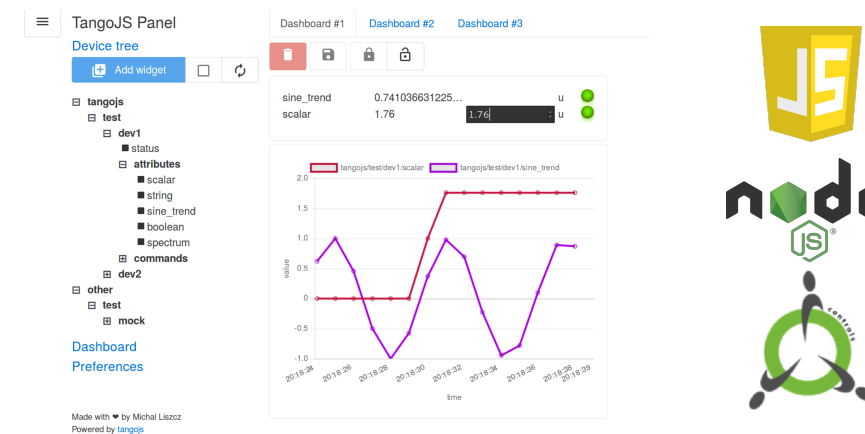 TangoJS Panel
Device tree
Add widget
tangojs
test
dev1
status
attributes
scalar
string
sine_trend
boolean
spectrum
commands
dev2
other
test
mock
Dashboard
Preferences
Made with ❤ by Michal Liszcz
Powered by tangojs
Dashboard #1 Dashboard #2 Dashboard #3
sine_trend 0.741036631225... u
scalar 1.76 1.76 u
tangojs/test/dev1/scalar tangojs/test/dev1/sine_trend
2.0
1.5
1.0
0.5
0
-0.5
-1.0
value
20:18:24 20:18:26 20:18:28 20:18:30 20:18:32 20:18:34 20:18:36 20:18:38 20:18:39
time
JS
node
JS®
controls